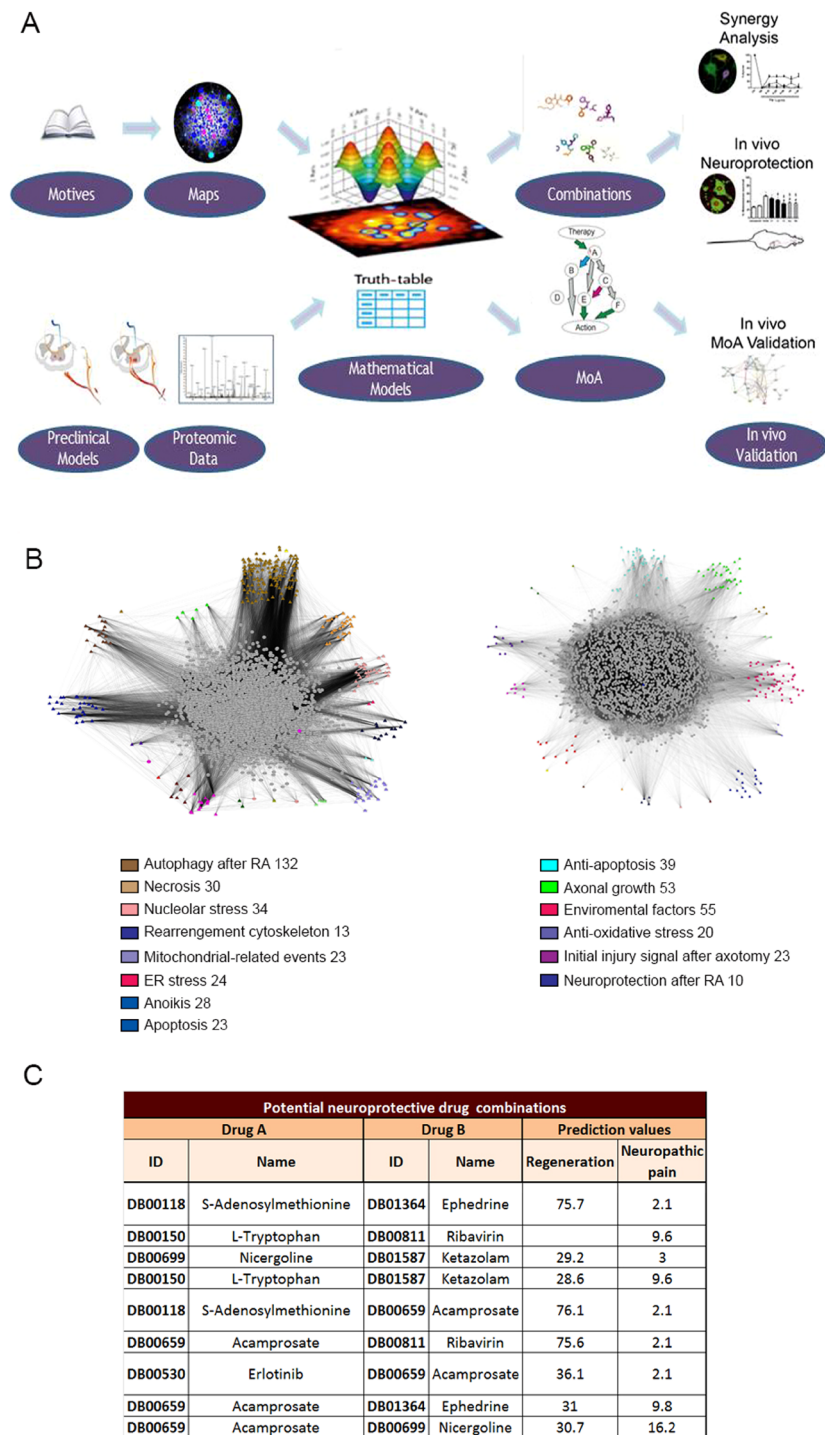 A
Synergy
Analysis
In vivo
Neuroprotection
Motives
Maps
Combinations
X Axis
Y Axis
Z Axis
Truth-table
Therapy
A
B
C
D
E
F
Action
In vivo
MoA Validation
Mathematical
Models
MoA
Preclinical
Models
Proteomic
Data
In vivo
Validation
B
Autophagy after RA 132
Necrosis 30
Nucleolar stress 34
Rearrengement cytoskeleton 13
Mitochondrial-related events 23
ER stress 24
Anoikis 28
Apoptosis 23
Anti-apoptosis 39
Axonal growth 53
Enviromental factors 55
Anti-oxidative stress 20
Initial injury signal after axotomy 23
Neuroprotection after RA 10
C
Potential neuroprotective drug combinations
Drug A Drug B Prediction values
ID Name ID Name Regeneration Neuropathic pain
DB00118 S-Adenosylmethionine DB01364 Ephedrine 75.7 2.1
DB00150 L-Tryptophan DB00811 Ribavirin 9.6
DB00699 Nicergoline DB01587 Ketazolam 29.2 3
DB00150 L-Tryptophan DB01587 Ketazolam 28.6 9.6
DB00118 S-Adenosylmethionine DB00659 Acamprosate 76.1 2.1
DB00659 Acamprosate DB00811 Ribavirin 75.6 2.1
DB00530 Erlotinib DB00659 Acamprosate 36.1 2.1
DB00659 Acamprosate DB01364 Ephedrine 31 9.8
DB00659 Acamprosate DB00699 Nicergoline 30.7 16.2